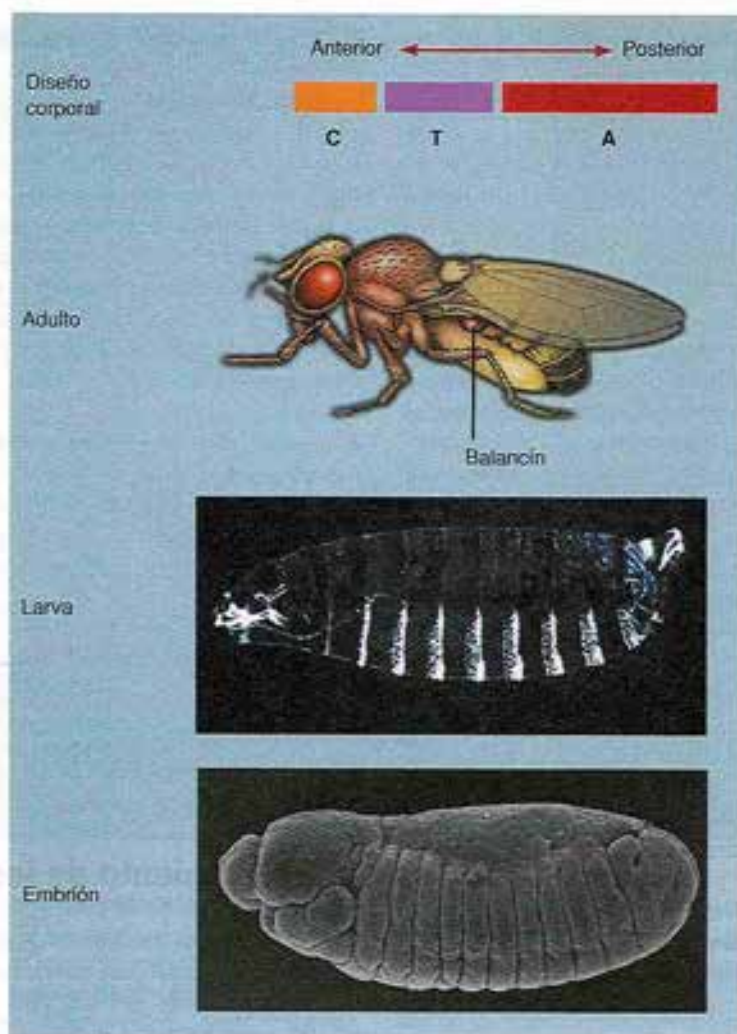 Anterior Posterior
Diseño
corporal
C T A
Adulto
Balancín
Larva
Embrión